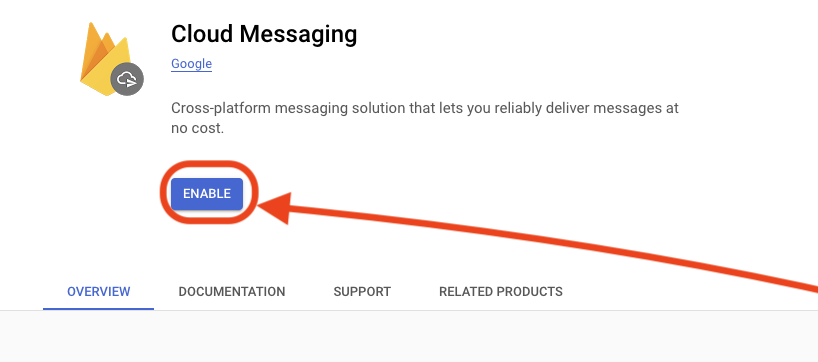 Cloud Messaging
Google
Cross-platform messaging solution that lets you reliably deliver messages at
no cost.
ENABLE
OVERVIEW DOCUMENTATION SUPPORT RELATED PRODUCTS